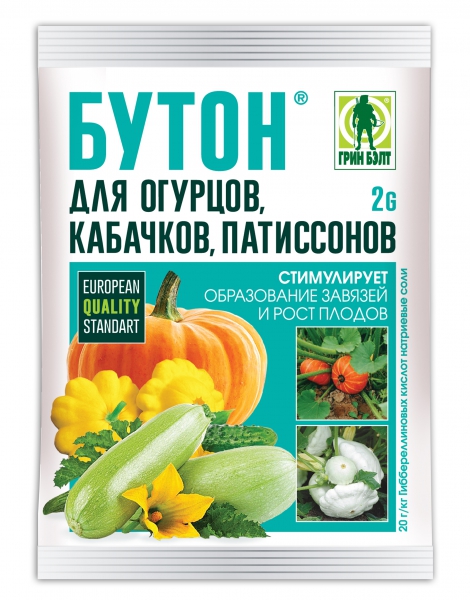 БУТОН®
ГРИН БЭЛТ
ДЛЯ ОГУРЦОВ,
2G
КАБАЧКОВ, ПАТИССОНОВ
EUROPEAN
QUALITY
STANDART
СТИМУЛИРУЕТ
ОБРАЗОВАНИЕ ЗАВЯЗЕЙ
И РОСТ ПЛОДОВ
20 г/кг Гиббереллиновых кислот натриевые соли